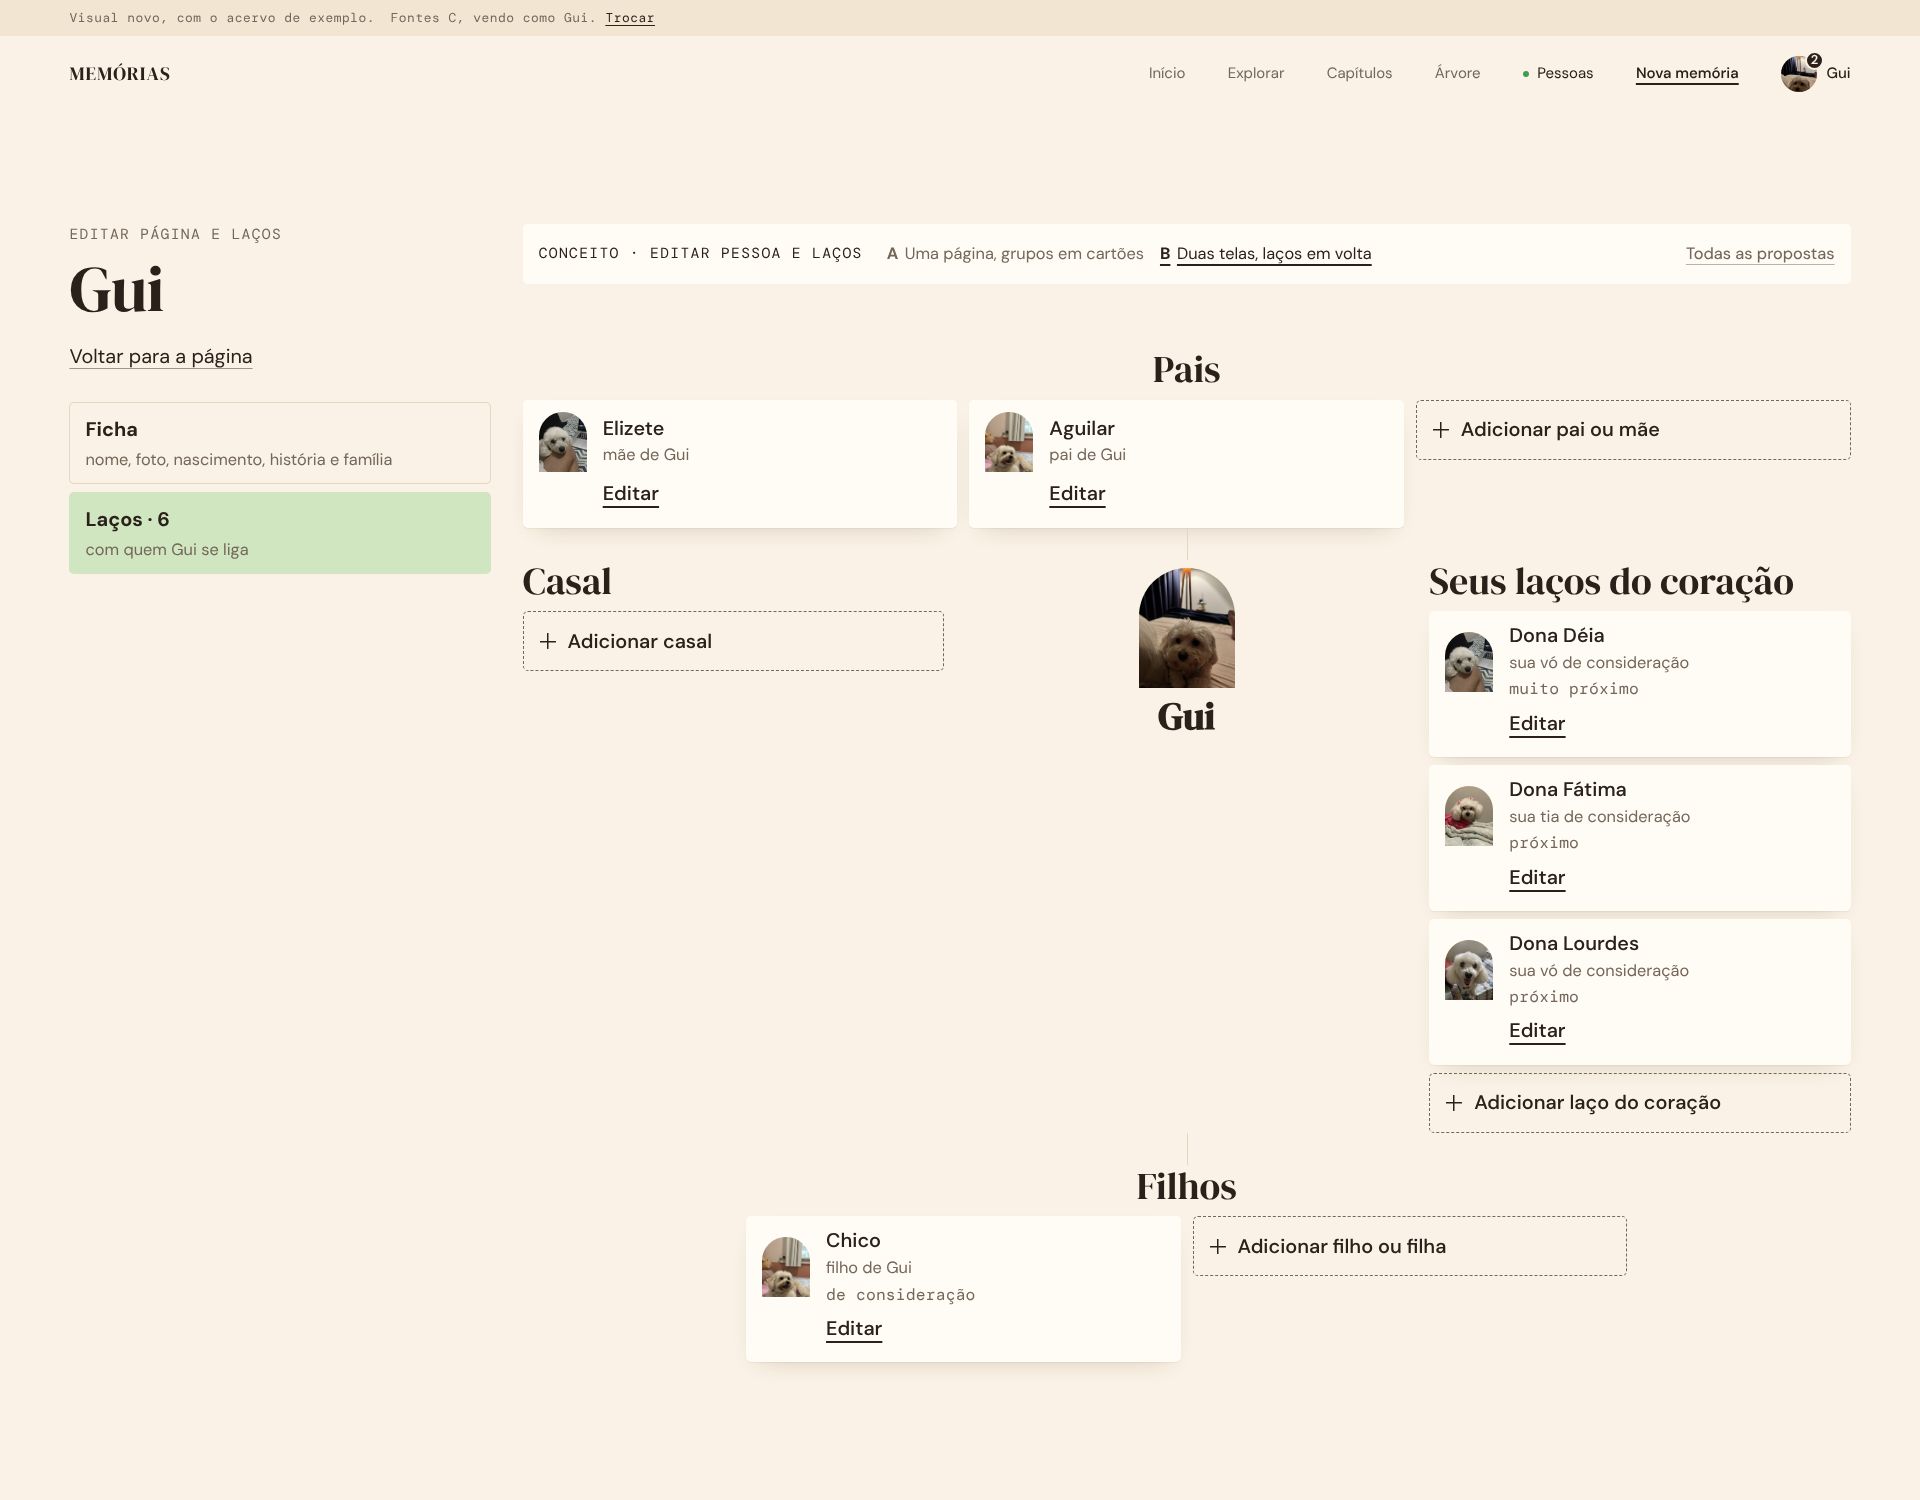 Visual novo, com o acervo de exemplo. Fontes C, vendo como Gui. Trocar
MEMÓRIAS
Início Explorar Capítulos Árvore Pessoas Nova memória 2 Gui
EDITAR PÁGINA E LAÇOS
Gui
Voltar para a página
Ficha
nome, foto, nascimento, história e família
Laços · 6
com quem Gui se liga
CONCEITO · EDITAR PESSOA E LAÇOS A Uma página, grupos em cartões B Duas telas, laços em volta Todas as propostas
Pais
Elizete
mãe de Gui
Editar
Aguilar
pai de Gui
Editar
+ Adicionar pai ou mãe
Casal
+ Adicionar casal
Gui
Seus laços do coração
Dona Déia
sua vó de consideração
muito próximo
Editar
Dona Fátima
sua tia de consideração
próximo
Editar
Dona Lourdes
sua vó de consideração
próximo
Editar
+ Adicionar laço do coração
Filhos
Chico
filho de Gui
de consideração
Editar
+ Adicionar filho ou filha